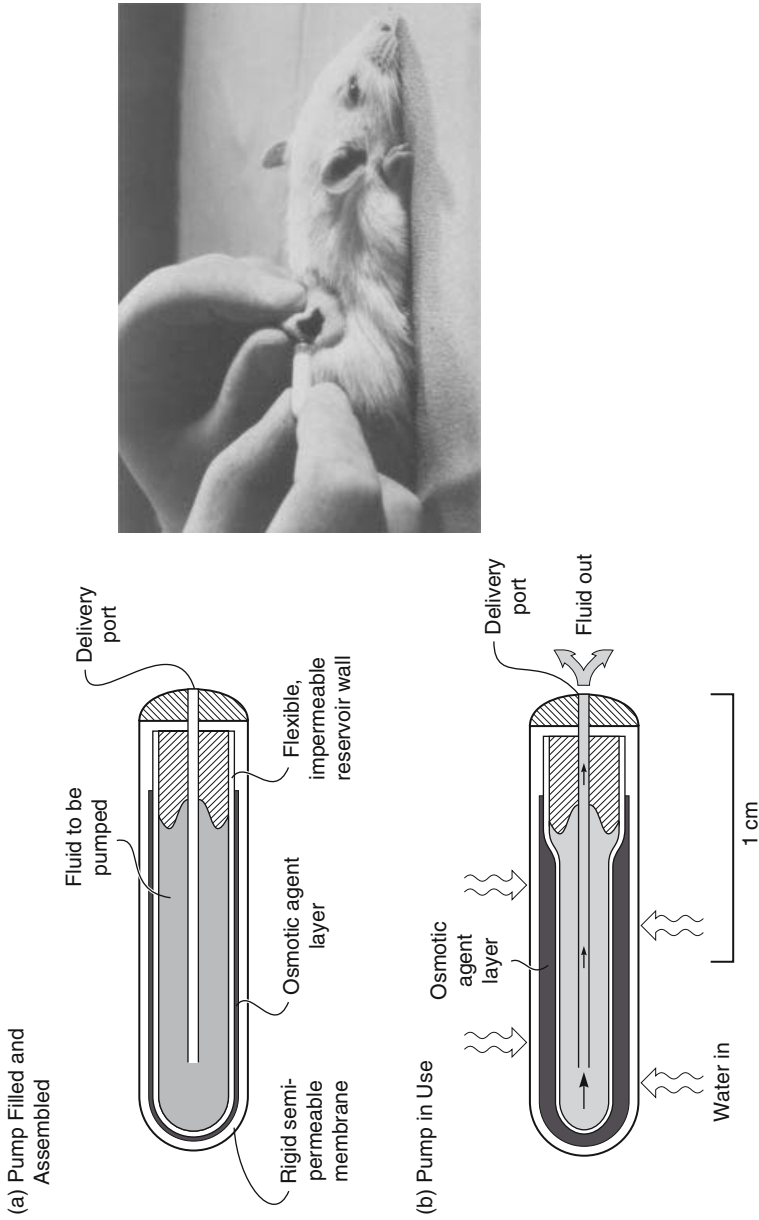 (a) Pump Filled and
Assembled
Fluid to be
pumped
Delivery
port
Rigid semi-
permeable
membrane
Osmotic agent
layer
Flexible,
impermeable
reservoir wall
(b) Pump in Use
Osmotic
agent
layer
Delivery
port
Fluid out
Water in
1 cm